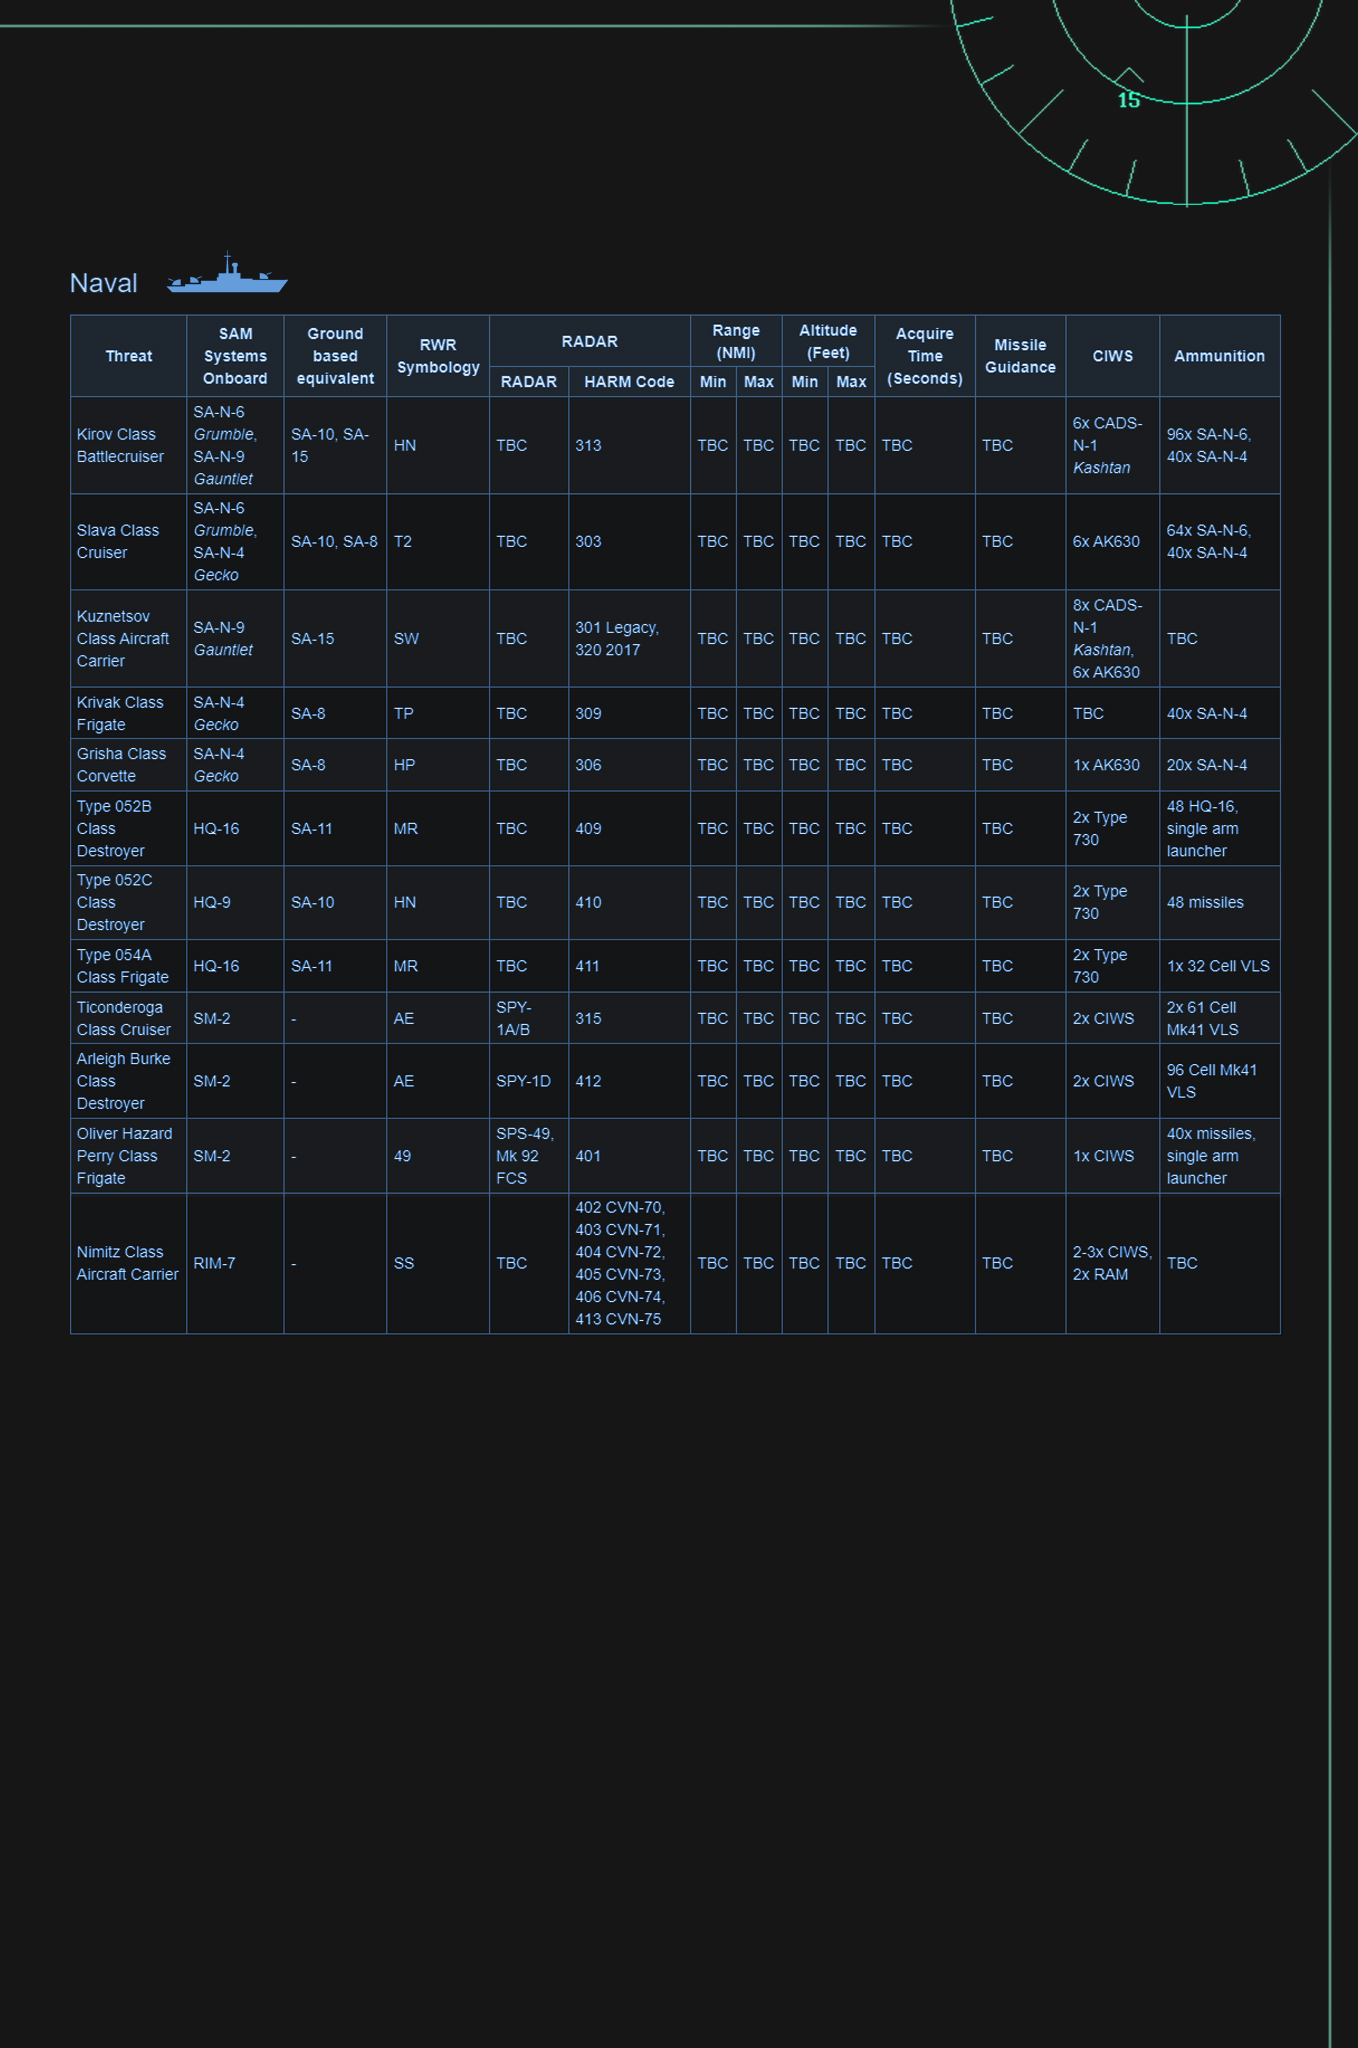 15
Naval
Threat
SAM
Systems
Onboard
Ground
based
equivalent
RWR
Symbology
RADAR
Range
(NMI)
Altitude
(Feet)
Acquire
Time
(Seconds)
Missile
Guidance
CIWS
Ammunition
RADAR
HARM Code
Min
Max
Min
Max
Kirov Class
Battlecruiser
SA-N-6
Grumble,
SA-N-9
Gauntlet
SA-10, SA-
15
HN
TBC
313
TBC
TBC
TBC
TBC
TBC
TBC
6x CADS-
N-1
Kashtan
96x SA-N-6,
40x SA-N-4
Slava Class
Cruiser
SA-N-6
Grumble,
SA-N-4
Gecko
SA-10, SA-8
T2
TBC
303
TBC
TBC
TBC
TBC
TBC
TBC
6x AK630
64x SA-N-6,
40x SA-N-4
Kuznetsov
Class Aircraft
Carrier
SA-N-9
Gauntlet
SA-15
SW
TBC
301 Legacy,
320 2017
TBC
TBC
TBC
TBC
TBC
TBC
8x CADS-
N-1
Kashtan,
6x AK630
TBC
Krivak Class
Frigate
SA-N-4
Gecko
SA-8
TP
TBC
309
TBC
TBC
TBC
TBC
TBC
TBC
TBC
40x SA-N-4
Grisha Class
Corvette
SA-N-4
Gecko
SA-8
HP
TBC
306
TBC
TBC
TBC
TBC
TBC
TBC
1x AK630
20x SA-N-4
Type 052B
Class
Destroyer
HQ-16
SA-11
MR
TBC
409
TBC
TBC
TBC
TBC
TBC
TBC
2x Type
730
48 HQ-16,
single arm
launcher
Type 052C
Class
Destroyer
HQ-9
SA-10
HN
TBC
410
TBC
TBC
TBC
TBC
TBC
TBC
2x Type
730
48 missiles
Type 054A
Class Frigate
HQ-16
SA-11
MR
TBC
411
TBC
TBC
TBC
TBC
TBC
TBC
2x Type
730
1x 32 Cell VLS
Ticonderoga
Class Cruiser
SM-2
-
AE
SPY-
1A/B
315
TBC
TBC
TBC
TBC
TBC
TBC
2x CIWS
2x 61 Cell
Mk41 VLS
Arleigh Burke
Class
Destroyer
SM-2
-
AE
SPY-1D
412
TBC
TBC
TBC
TBC
TBC
TBC
2x CIWS
96 Cell Mk41
VLS
Oliver Hazard
Perry Class
Frigate
SM-2
-
49
SPS-49,
Mk 92
FCS
401
TBC
TBC
TBC
TBC
TBC
TBC
1x CIWS
40x missiles,
single arm
launcher
Nimitz Class
Aircraft Carrier
RIM-7
-
SS
TBC
402 CVN-70,
403 CVN-71,
404 CVN-72,
405 CVN-73,
406 CVN-74,
413 CVN-75
TBC
TBC
TBC
TBC
TBC
TBC
2-3x CIWS,
2x RAM
TBC